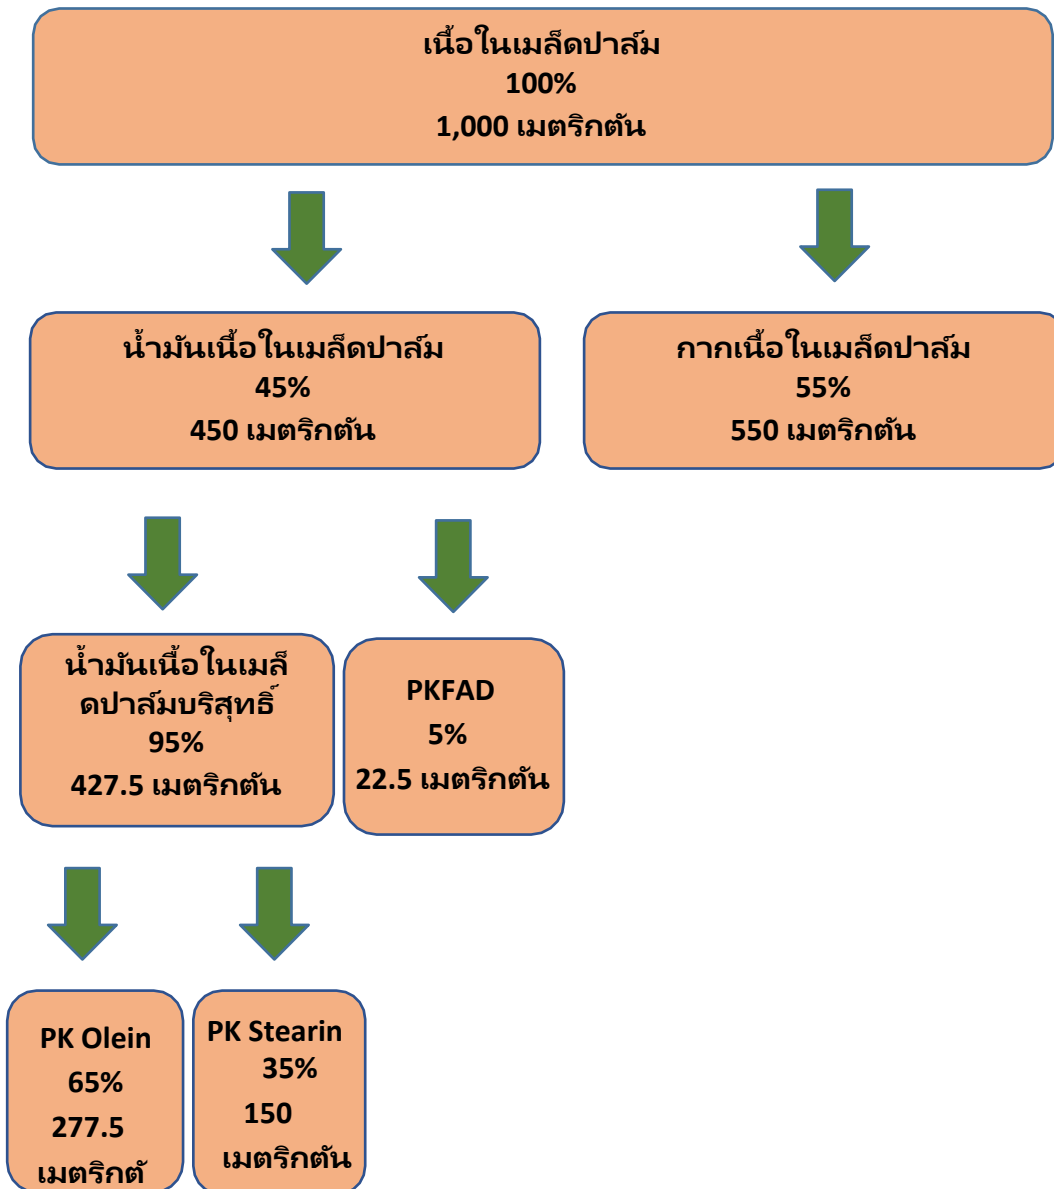 เนื้อในเมล็ดปาล์ม
100%
1,000 เมตริกตัน
น้ำมันเนื้อในเมล็ดปาล์ม
45%
450 เมตริกตัน
กากเนื้อในเมล็ดปาล์ม
55%
550 เมตริกตัน
น้ำมันเนื้อในเมล็
ดปาล์มบริสุทธิ์
95%
427.5 เมตริกตัน
PKFAD
5%
22.5 เมตริกตัน
PK Olein
65%
277.5
เมตริกตั
PK Stearin
35%
150
เมตริกตัน